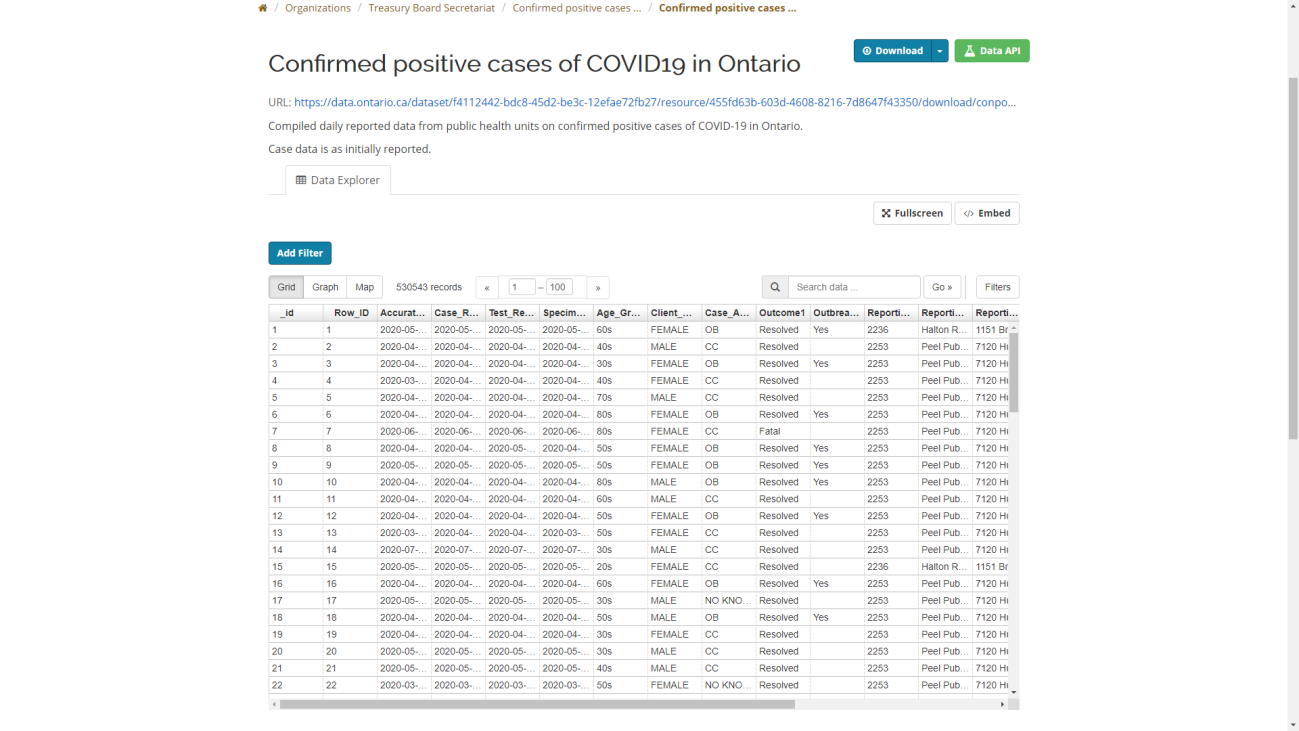 / Organizations / Treasury Board Secretariat / Confirmed positive cases ... / Confirmed positive cases ...
Confirmed positive cases of COVID19 in Ontario
Download
Data API
URL: https://data.ontario.ca/dataset/f4112442-bdc8-45d2-be3c-12efae72fb27/resource/455fd63b-603d-4608-8216-7d8647f43350/download/conpo...
Compiled daily reported data from public health units on confirmed positive cases of COVID-19 in Ontario.
Case data is as initially reported.
Data Explorer
Fullscreen </> Embed
Add Filter
Grid Graph Map 530543 records « 1 – 100 » Search data ... Go » Filters
_id Row_ID Accurat... Case_R... Test_Re... Specim... Age_Gr... Client_... Case_A... Outcome1 Outbrea... Reporti... Reporti... Reporti
1 1 2020-05-... 2020-05-... 2020-05-... 2020-05-... 60s FEMALE OB Resolved Yes 2236 Halton R... 1151 Br
2 2 2020-04-... 2020-04-... 2020-04-... 2020-04-... 40s MALE CC Resolved 2253 Peel Pub... 7120 Hu
3 3 2020-04-... 2020-04-... 2020-04-... 2020-04-... 30s FEMALE OB Resolved Yes 2253 Peel Pub... 7120 Hu
4 4 2020-03-... 2020-04-... 2020-04-... 2020-04-... 40s FEMALE CC Resolved 2253 Peel Pub... 7120 Hu
5 5 2020-04-... 2020-04-... 2020-04-... 2020-04-... 70s MALE CC Resolved 2253 Peel Pub... 7120 Hu
6 6 2020-04-... 2020-04-... 2020-04-... 2020-04-... 80s FEMALE OB Resolved Yes 2253 Peel Pub... 7120 Hu
7 7 2020-06-... 2020-06-... 2020-06-... 2020-06-... 80s FEMALE CC Fatal 2253 Peel Pub... 7120 Hu
8 8 2020-04-... 2020-04-... 2020-04-... 2020-04-... 50s FEMALE OB Resolved Yes 2253 Peel Pub... 7120 Hu
9 9 2020-05-... 2020-05-... 2020-05-... 2020-05-... 50s FEMALE OB Resolved Yes 2253 Peel Pub... 7120 Hu
10 10 2020-04-... 2020-04-... 2020-04-... 2020-04-... 80s MALE OB Resolved Yes 2253 Peel Pub... 7120 Hu
11 11 2020-04-... 2020-04-... 2020-04-... 2020-04-... 60s MALE CC Resolved 2253 Peel Pub... 7120 Hu
12 12 2020-04-... 2020-04-... 2020-04-... 2020-04-... 50s FEMALE OB Resolved Yes 2253 Peel Pub... 7120 Hu
13 13 2020-03-... 2020-04-... 2020-04-... 2020-03-... 50s FEMALE CC Resolved 2253 Peel Pub... 7120 Hu
14 14 2020-07-... 2020-07-... 2020-07-... 2020-07-... 30s MALE CC Resolved 2253 Peel Pub... 7120 Hu
15 15 2020-05-... 2020-05-... 2020-05-... 2020-05-... 20s FEMALE CC Resolved 2236 Halton R... 1151 Br
16 16 2020-04-... 2020-04-... 2020-04-... 2020-04-... 60s FEMALE OB Resolved Yes 2253 Peel Pub... 7120 Hu
17 17 2020-05-... 2020-05-... 2020-05-... 2020-05-... 30s MALE NO KNO... Resolved 2253 Peel Pub... 7120 Hu
18 18 2020-04-... 2020-04-... 2020-04-... 2020-04-... 50s MALE OB Resolved Yes 2253 Peel Pub... 7120 Hu
19 19 2020-04-... 2020-04-... 2020-04-... 2020-04-... 30s FEMALE CC Resolved 2253 Peel Pub... 7120 Hu
20 20 2020-05-... 2020-05-... 2020-05-... 2020-05-... 30s MALE CC Resolved 2253 Peel Pub... 7120 Hu
21 21 2020-05-... 2020-05-... 2020-05-... 2020-05-... 40s MALE CC Resolved 2253 Peel Pub... 7120 Hu
22 22 2020-03-... 2020-03-... 2020-03-... 2020-03-... 50s FEMALE NO KNO... Resolved 2253 Peel Pub... 7120 Hu